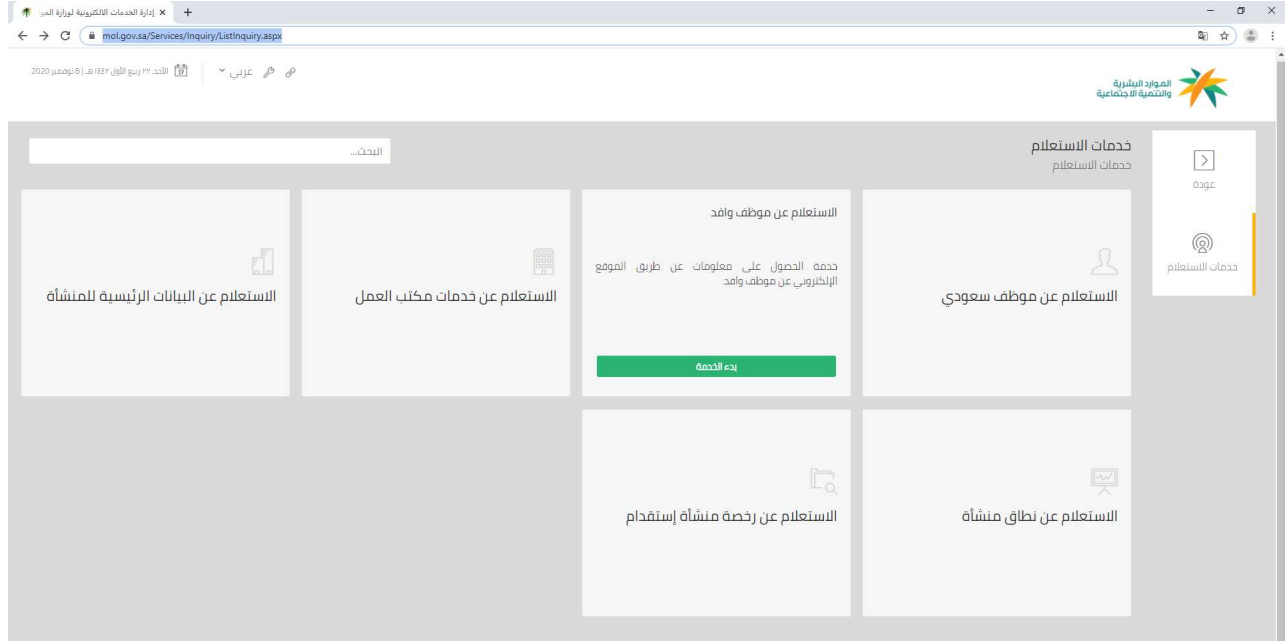 إدارة الخدمات الالكترونية لوزارة المو
mol.gov.sa/Services/Inquiry/ListInquiry.aspx
الأحد, ٢٢ ربيع الأول ١٤٤٢ هـ | 8 نوفمبر 2020
عربي
الموارد البشرية
والتنمية الاجتماعية
عودة
خدمات الاستعلام
خدمات الاستعلام
خدمات الاستعلام
البحث...
الاستعلام عن موظف سعودي
الاستعلام عن موظف وافد
خدمة الحصول على معلومات عن طريق الموقع
الإلكتروني عن موظف وافد.
بدء الخدمة
الاستعلام عن خدمات مكتب العمل
الاستعلام عن البيانات الرئيسية للمنشأة
الاستعلام عن نطاق منشأة
الاستعلام عن رخصة منشأة إستقدام